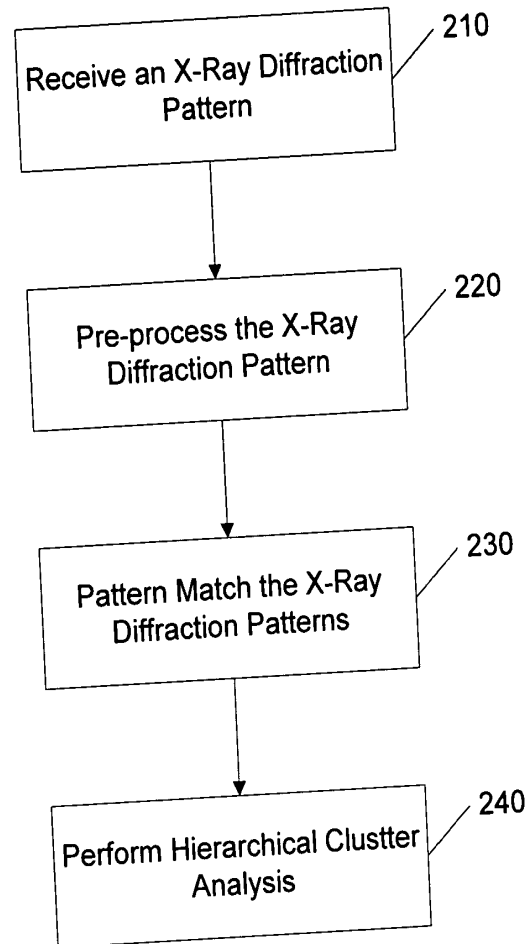 210
Receive an X-Ray Diffraction
Pattern
220
Pre-process the X-Ray
Diffraction Pattern
230
Pattern Match the X-Ray
Diffraction Patterns
240
Perform Hierarchical Clustter
Analysis